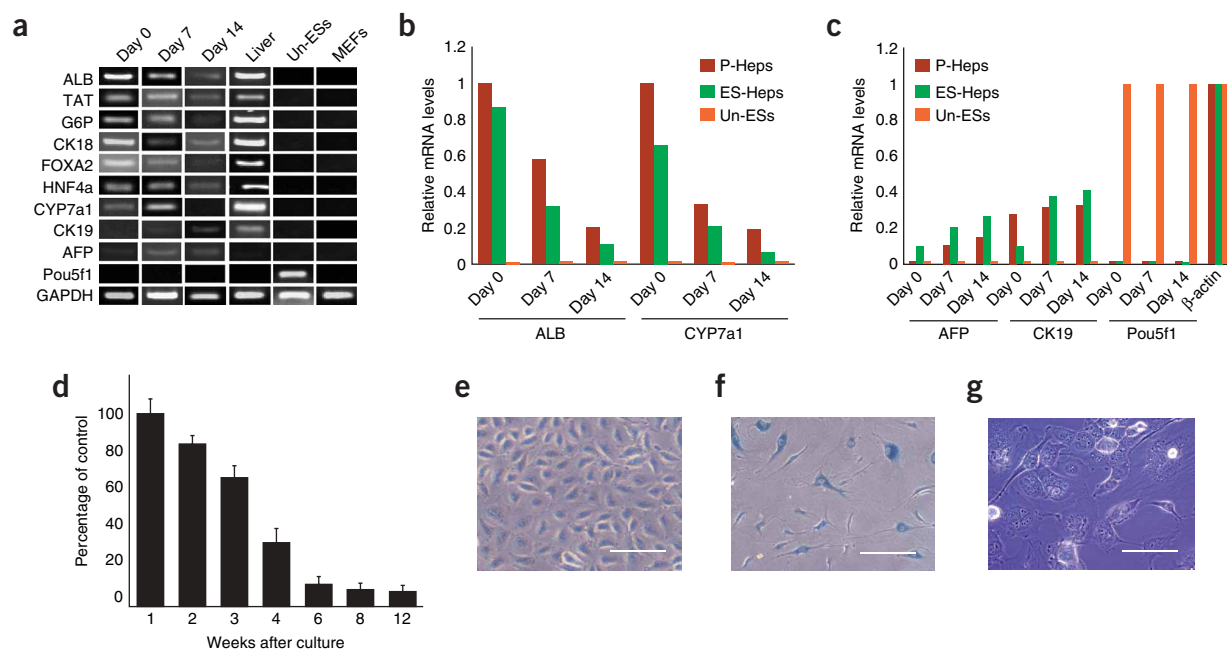 a
Day 0 Day 7 Day 14 Liver Un-ESs MEFs
ALB
TAT
G6P
CK18
FOXA2
HNF4a
CYP7a1
CK19
AFP
Pou5f1
GAPDH
b
Relative mRNA levels
1.2
1
0.8
0.6
0.4
0.2
0
P-Heps
ES-Heps
Un-ESs
Day 0 Day 7 Day 14 Day 0 Day 7 Day 14
ALB CYP7a1
c
Relative mRNA levels
1.2
1
0.8
0.6
0.4
0.2
0
P-Heps
ES-Heps
Un-ESs
Day 0 Day 7 Day 14 Day 0 Day 7 Day 14 Day 0 Day 7 Day 14 β-actin
AFP CK19 Pou5f1
d
Percentage of control
100
80
60
40
20
0
1 2 3 4 6 8 12
Weeks after culture
e
f
g